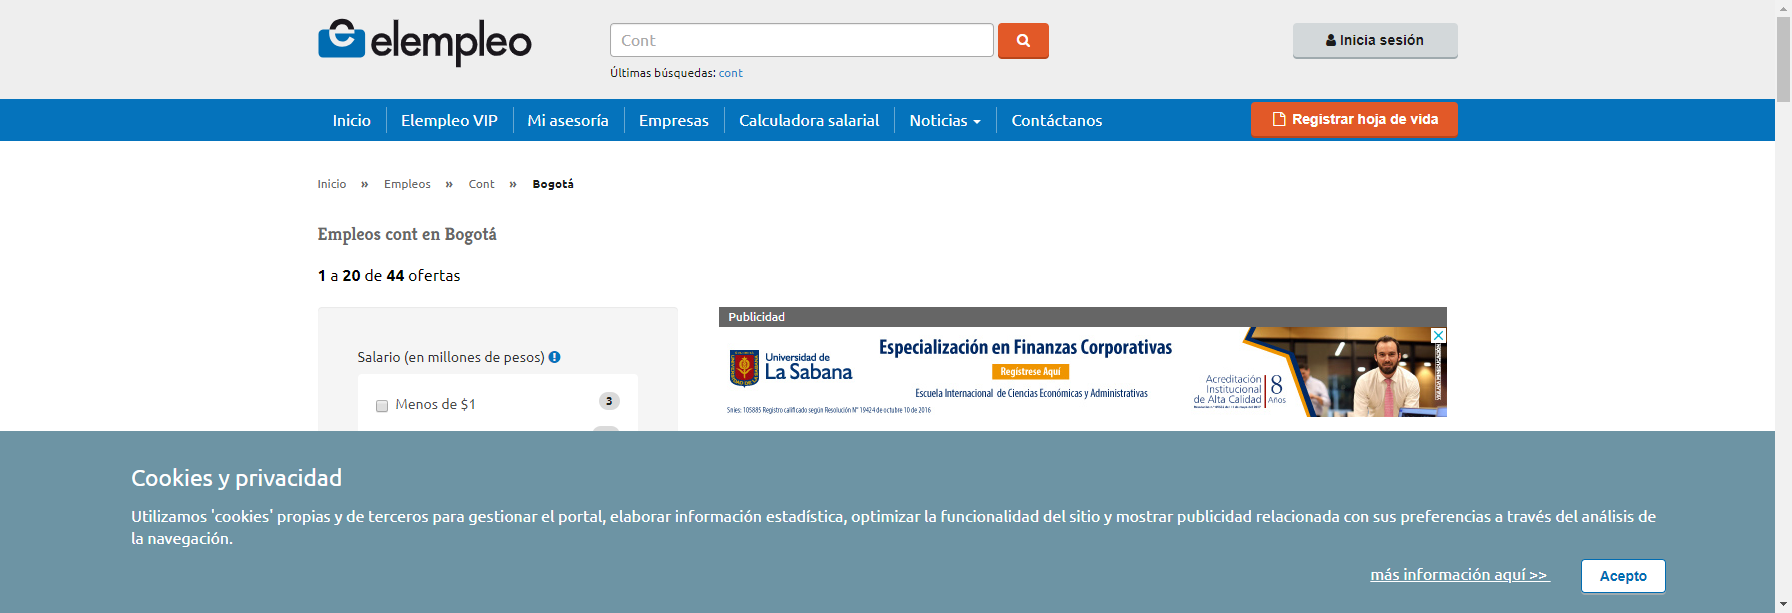 elempleo
Cont
Inicia sesión
Últimas búsquedas: cont
Inicio
Elempleo VIP
Mi asesoría
Empresas
Calculadora salarial
Noticias
Contáctanos
Registrar hoja de vida
Inicio » Empleos » Cont » Bogotá
Empleos cont en Bogotá
1 a 20 de 44 ofertas
Salario (en millones de pesos)
Menos de $1
3
Publicidad
Universidad de
La Sabana
Especialización en Finanzas Corporativas
Regístrese Aquí
Escuela Internacional de Ciencias Económicas y Administrativas
Snies: 105885 Registro calificado según Resolución N° 19424 de octubre 10 de 2016
Acreditación
Institucional
de Alta Calidad
8
Años
Cookies y privacidad
Utilizamos 'cookies' propias y de terceros para gestionar el portal, elaborar información estadística, optimizar la funcionalidad del sitio y mostrar publicidad relacionada con sus preferencias a través del análisis de
la navegación.
más información aquí >>
Acepto